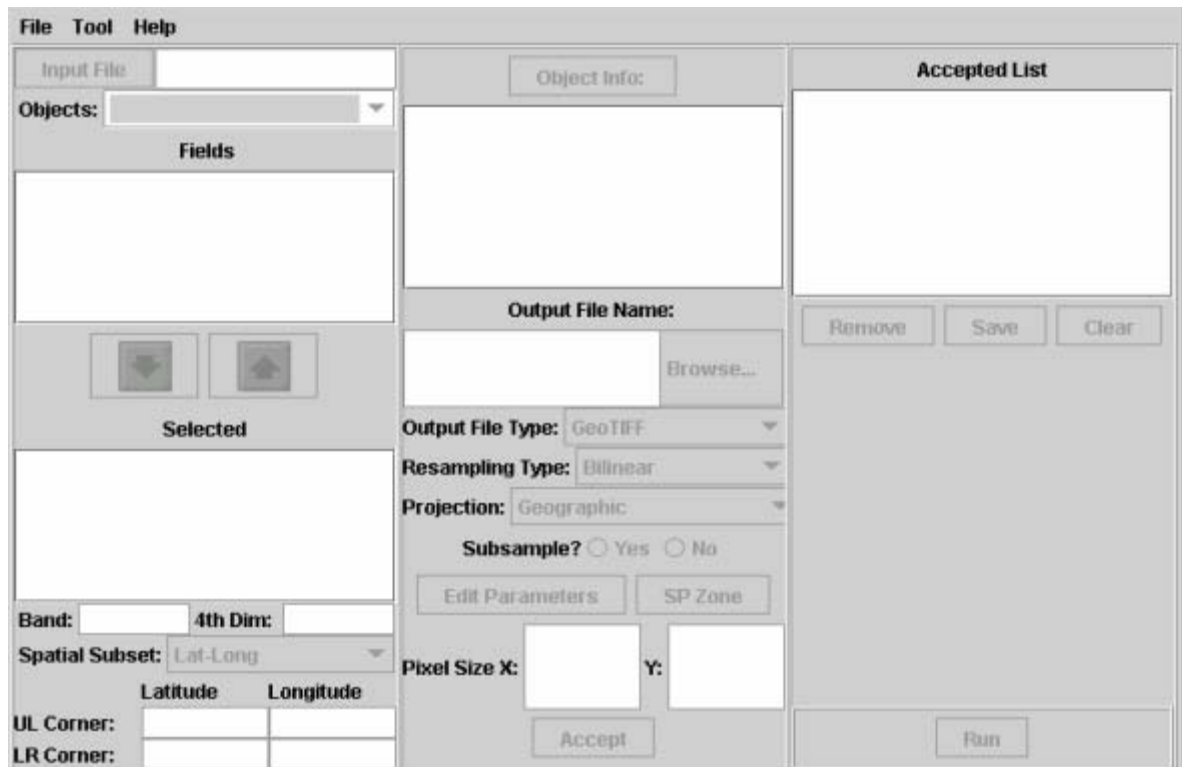 File Tool Help
Input File
Objects:
Fields
Selected
Band: 4th Dim:
Spatial Subset: Lat-Long
Latitude Longitude
UL Corner:
LR Corner:
Object Info:
Output File Name:
Browse...
Output File Type: GeoTIFF
Resampling Type: Bilinear
Projection: Geographic
Subsample? Yes No
Edit Parameters SP Zone
Pixel Size X: Y:
Accept
Accepted List
Remove Save Clear
Run